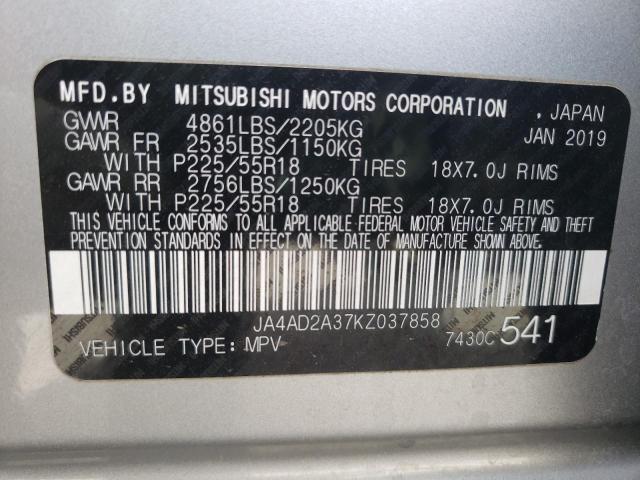 MFD.BY MITSUBISHI MOTORS CORPORATION
, JAPAN
GWVR 4861LBS/2205KG JAN 2019
GAWR FR 2535LBS/1150KG
WITH P225/55R18 TIRES 18X7.0J RIMS
GAWR RR 2756LBS/1250KG
WITH P225/55R18 TIRES 18X7.0J RIMS
THIS VEHICLE CONFORMS TO ALL APPLICABLE FEDERAL MOTOR VEHICLE SAFETY AND THEFT
PREVENTION STANDARDS IN EFFECT ON THE DATE OF MANUFACTURE SHOWN ABOVE.
JA4AD2A37KZ037858
VEHICLE TYPE: MPV 7430C 541
MITSUBISHI
MITSUBISHI